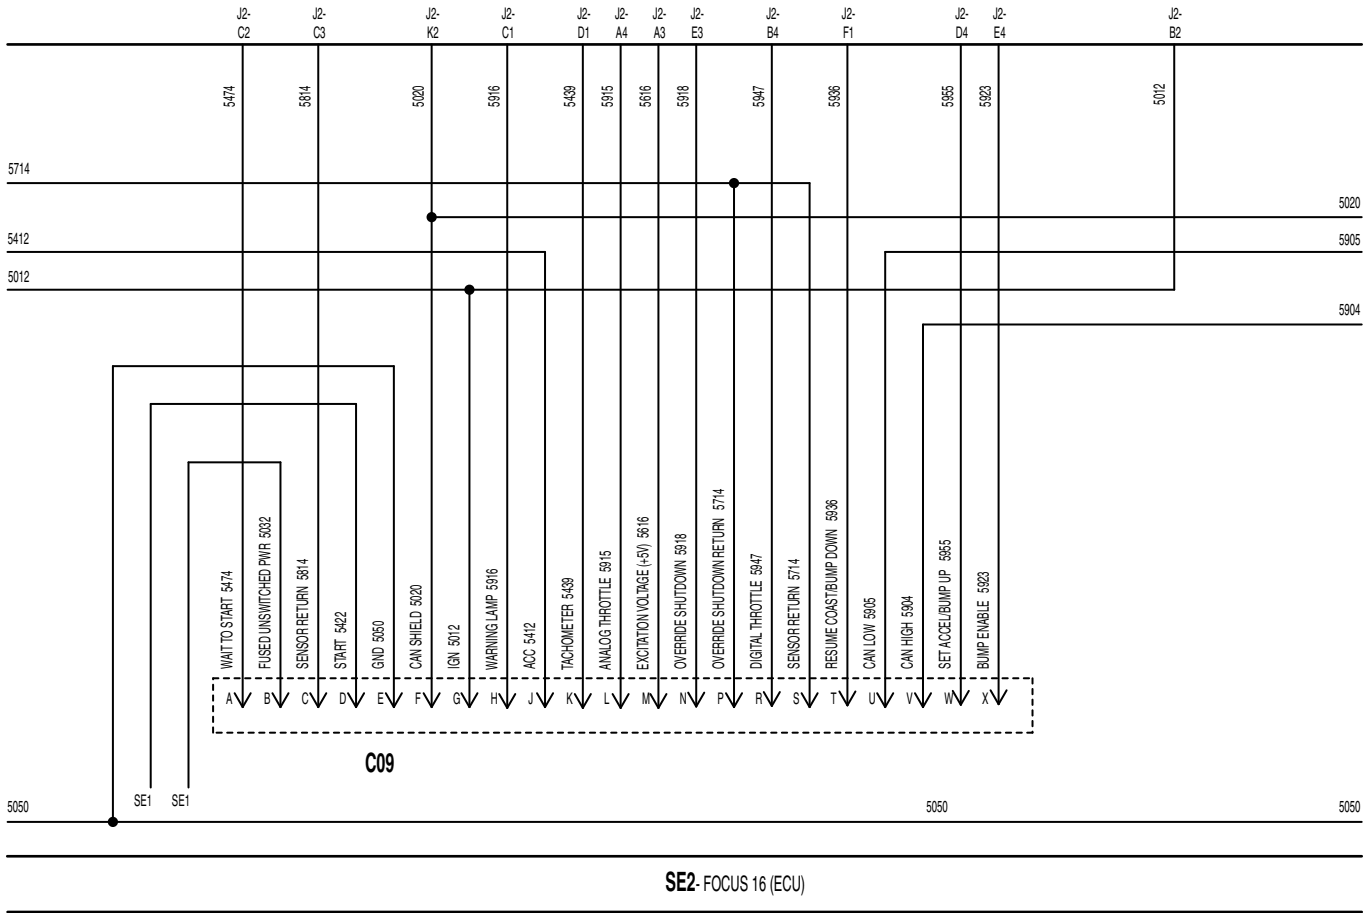 J2-
C2
J2-
C3
J2-
K2
J2-
C1
J2-
D1
J2-
A4
J2-
A3
J2-
E3
J2-
B4
J2-
F1
J2-
D4
J2-
E4
J2-
B2
5474
5814
5020
5916
5439
5915
5616
5918
5947
5936
5955
5923
5012
5714
5020
5412
5905
5012
5904
WAIT TO START 5474
FUSED UNSWITCHED PWR 5032
SENSOR RETURN 5814
START 5422
GND 5050
CAN SHIELD 5020
IGN 5012
WARNING LAMP 5916
ACC 5412
TACHOMETER 5439
ANALOG THROTTLE 5915
EXCITATION VOLTAGE (+5V) 5616
OVERRIDE SHUTDOWN 5918
OVERRIDE SHUTDOWN RETURN 5714
DIGITAL THROTTLE 5947
SENSOR RETURN 5714
RESUME COAST/BUMP DOWN 5936
CAN LOW 5905
CAN HIGH 5904
SET ACCEL/BUMP UP 5955
BUMP ENABLE 5923
A B C D E F G H J K L M N P R S T U V W X
C09
SE1 SE1
5050 5050 5050
SE2- FOCUS 16 (ECU)